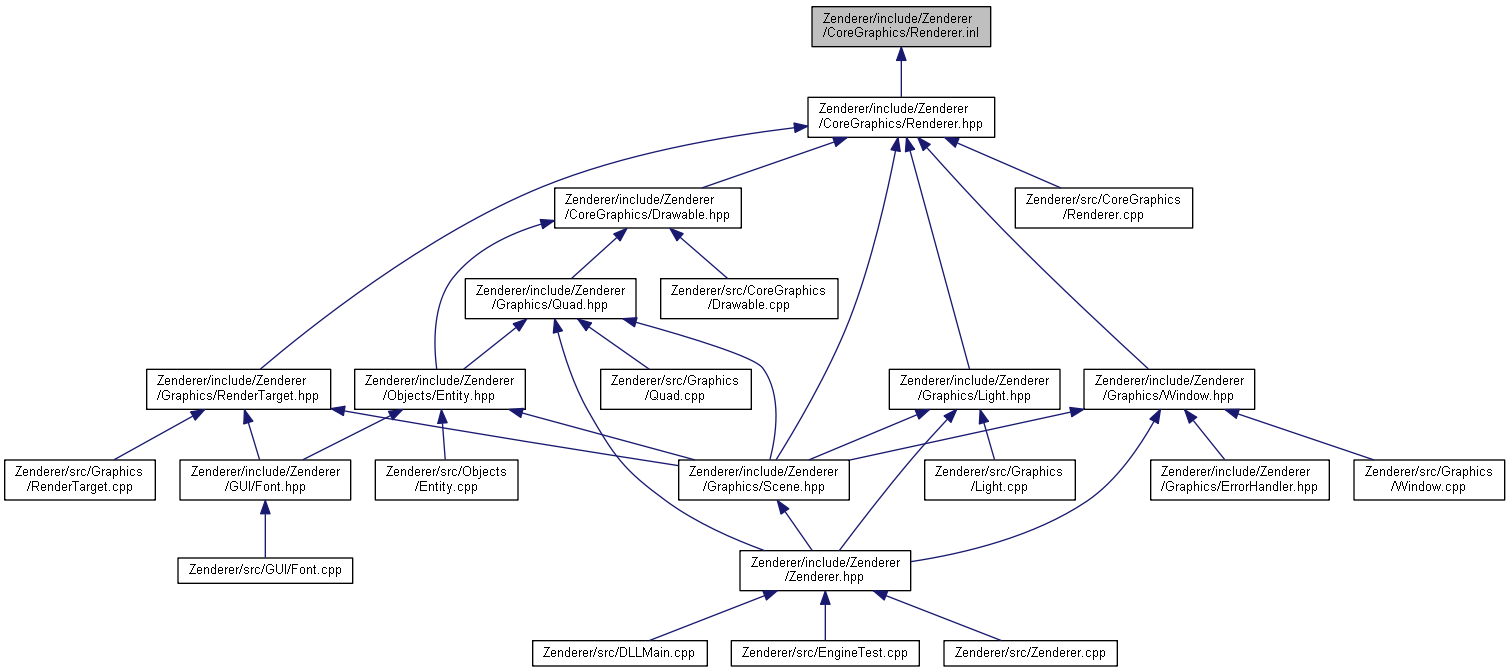 Zenderer/include/Zenderer
/CoreGraphics/Renderer.inl
Zenderer/include/Zenderer
/CoreGraphics/Renderer.hpp
Zenderer/include/Zenderer
/CoreGraphics/Drawable.hpp
Zenderer/src/CoreGraphics
/Renderer.cpp
Zenderer/include/Zenderer
/Graphics/Quad.hpp
Zenderer/src/CoreGraphics
/Drawable.cpp
Zenderer/include/Zenderer
/Graphics/RenderTarget.hpp
Zenderer/include/Zenderer
/Objects/Entity.hpp
Zenderer/src/Graphics
/Quad.cpp
Zenderer/include/Zenderer
/Graphics/Light.hpp
Zenderer/include/Zenderer
/Graphics/Window.hpp
Zenderer/src/Graphics
/RenderTarget.cpp
Zenderer/include/Zenderer
/GUI/Font.hpp
Zenderer/src/Objects
/Entity.cpp
Zenderer/include/Zenderer
/Graphics/Scene.hpp
Zenderer/src/Graphics
/Light.cpp
Zenderer/include/Zenderer
/Graphics/ErrorHandler.hpp
Zenderer/src/Graphics
/Window.cpp
Zenderer/src/GUI/Font.cpp
Zenderer/include/Zenderer
/Zenderer.hpp
Zenderer/src/DLLMain.cpp
Zenderer/src/EngineTest.cpp
Zenderer/src/Zenderer.cpp